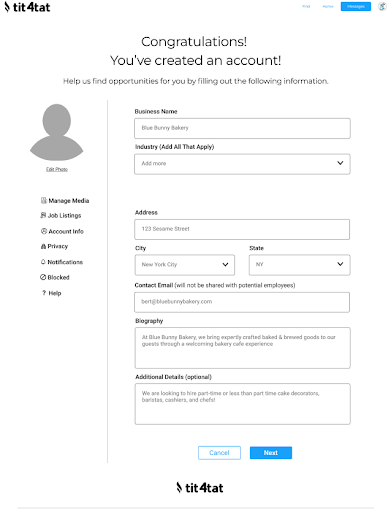 tit4tat
Find
Home
Messages
Congratulations!
You've created an account!
Help us find opportunities for you by filling out the following information.
Edit Photo
Manage Media
Job Listings
Account Info
Privacy
Notifications
Blocked
? Help
Business Name
Blue Bunny Bakery
Industry (Add All That Apply)
Add more
Address
123 Sesame Street
City
State
New York City
NY
Contact Email (will not be shared with potential employees)
bert@bluebunnybakery.com
Biography
At Blue Bunny Bakery, we bring expertly crafted baked & brewed goods to our
guests through a welcoming bakery cafe experience
Additional Details (optional)
We are looking to hire part-time or less than part time cake decorators,
baristas, cashiers, and chefs!
Cancel
Next
tit4tat